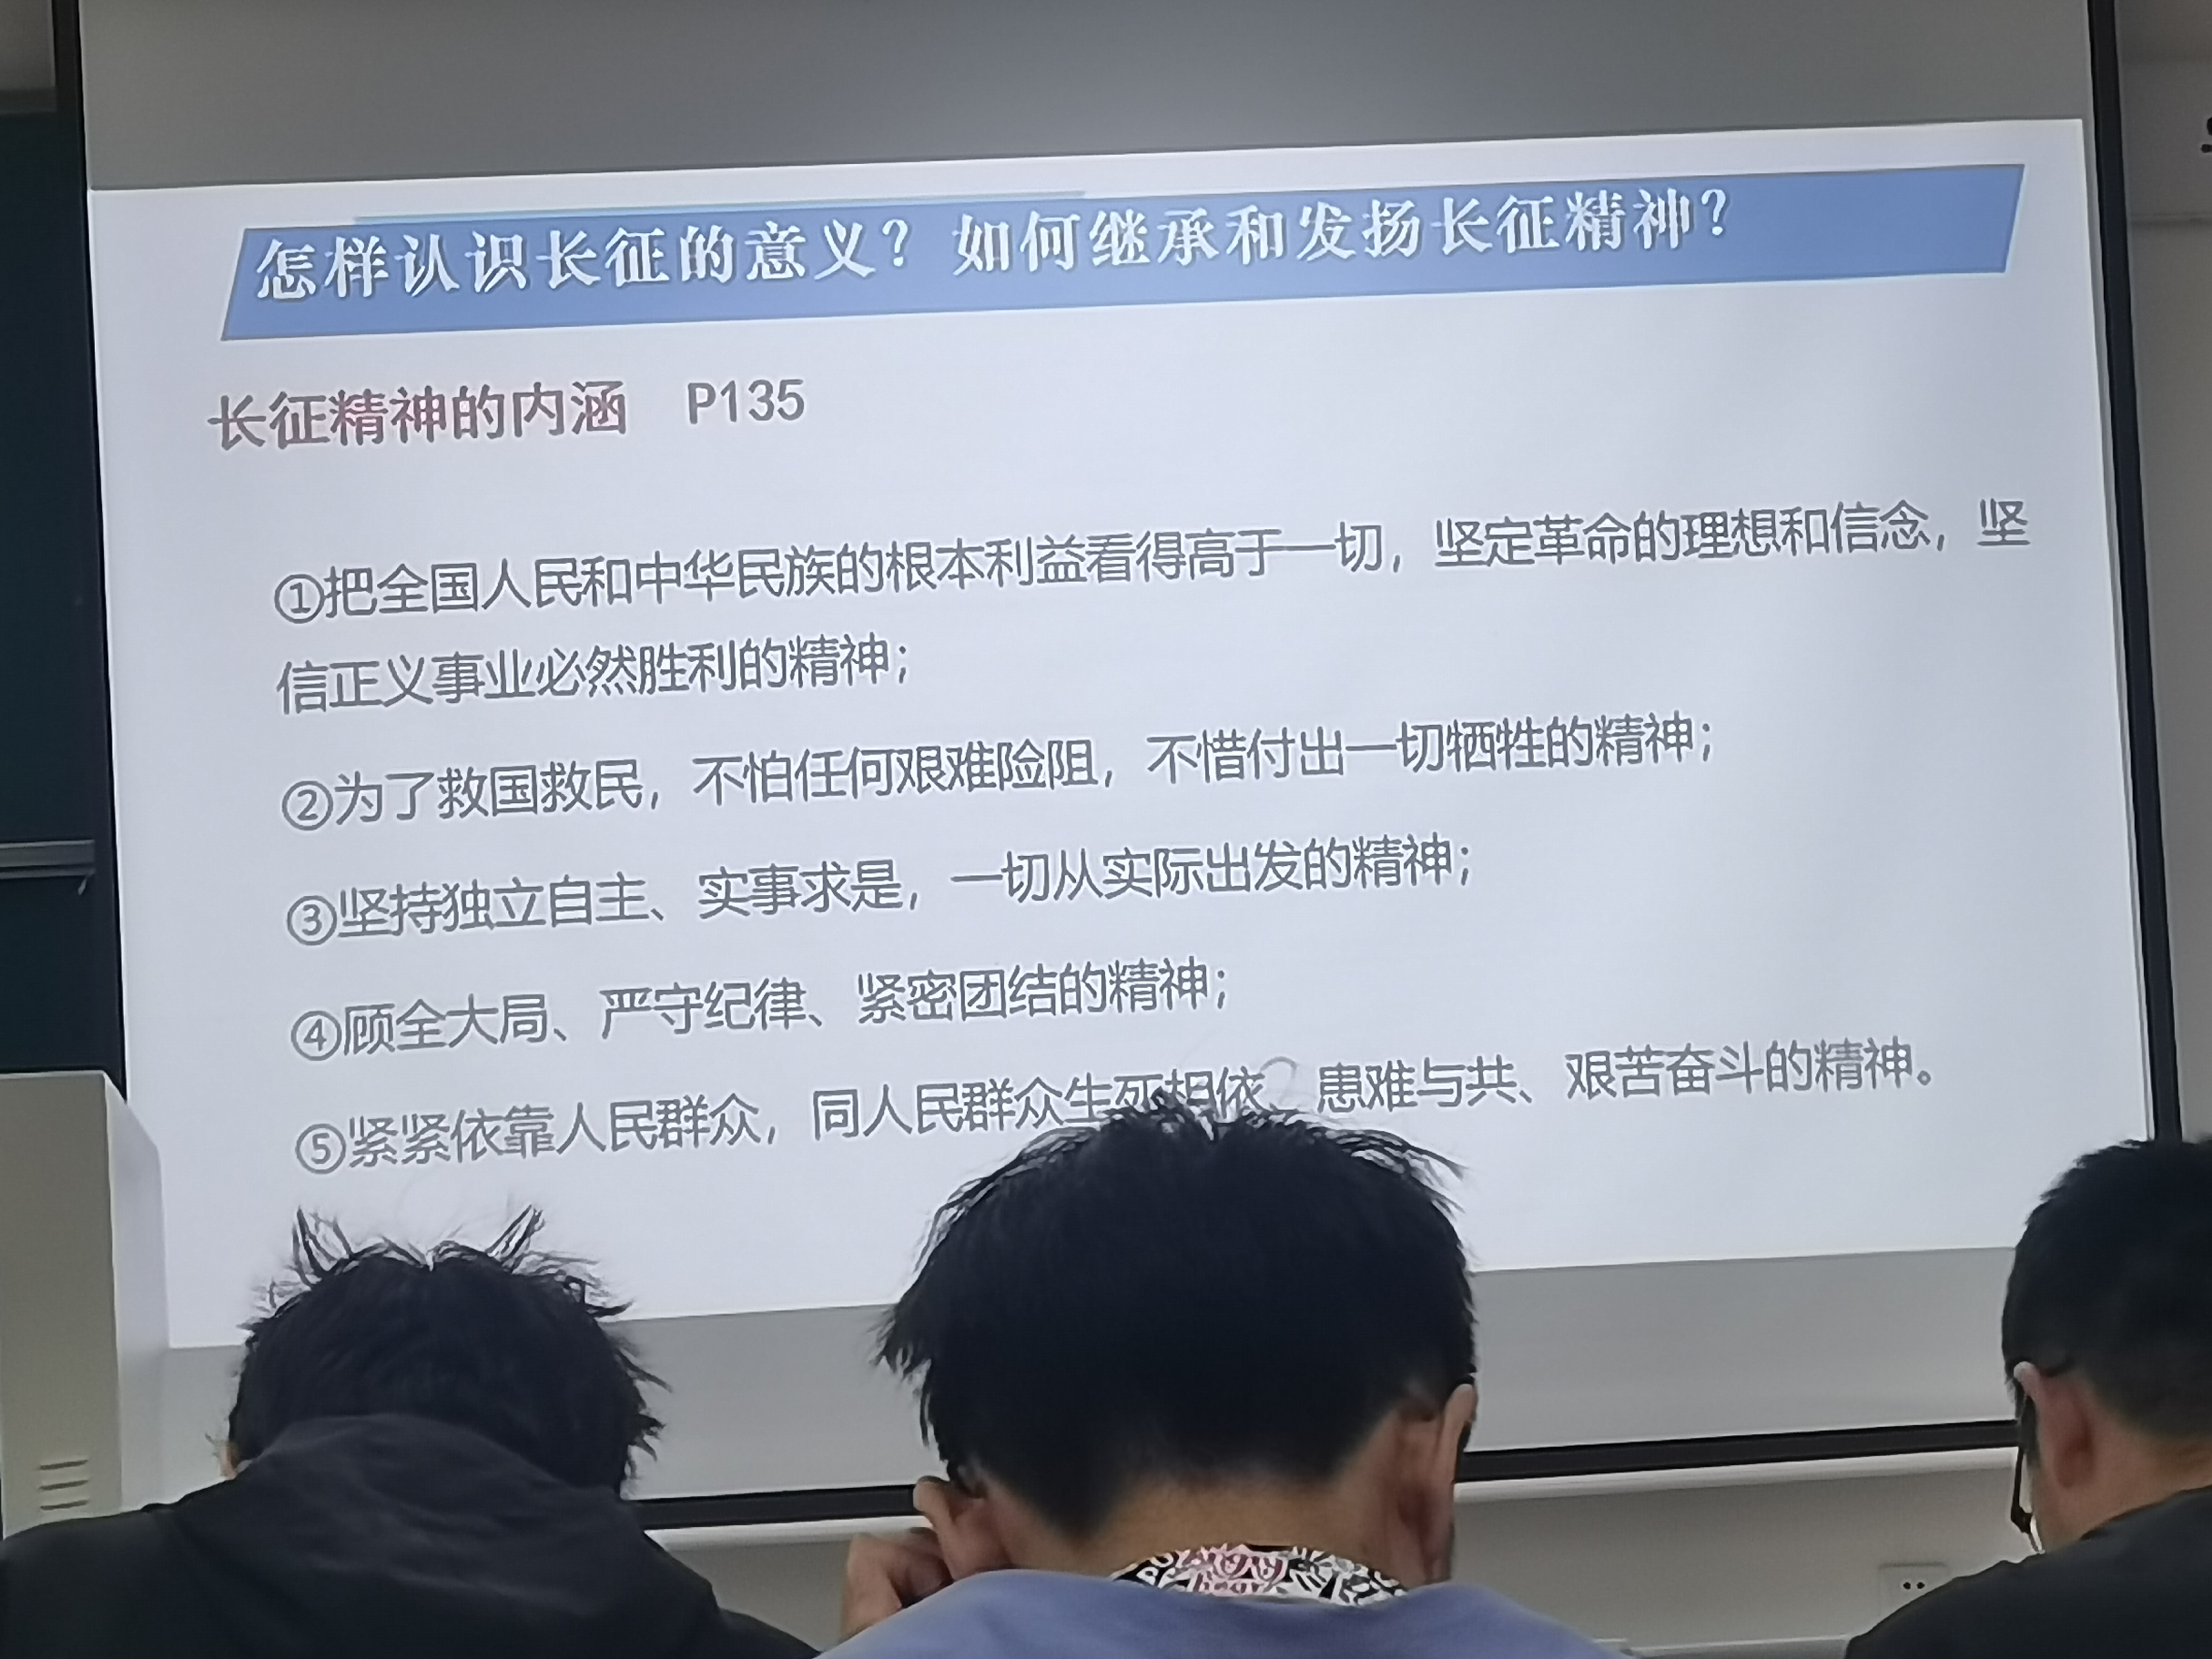 怎样认识长征的意义？如何继承和发扬长征精神？
长征精神的内涵 P135
①把全国人民和中华民族的根本利益看得高于一切，坚定革命的理想和信念，坚
信正义事业必然胜利的精神；
②为了救国救民，不怕任何艰难险阻，不惜付出一切牺牲的精神；
③坚持独立自主、实事求是，一切从实际出发的精神；
④顾全大局、严守纪律、紧密团结的精神；
⑤紧紧依靠人民群众，同人民群众生死相依、患难与共、艰苦奋斗的精神。